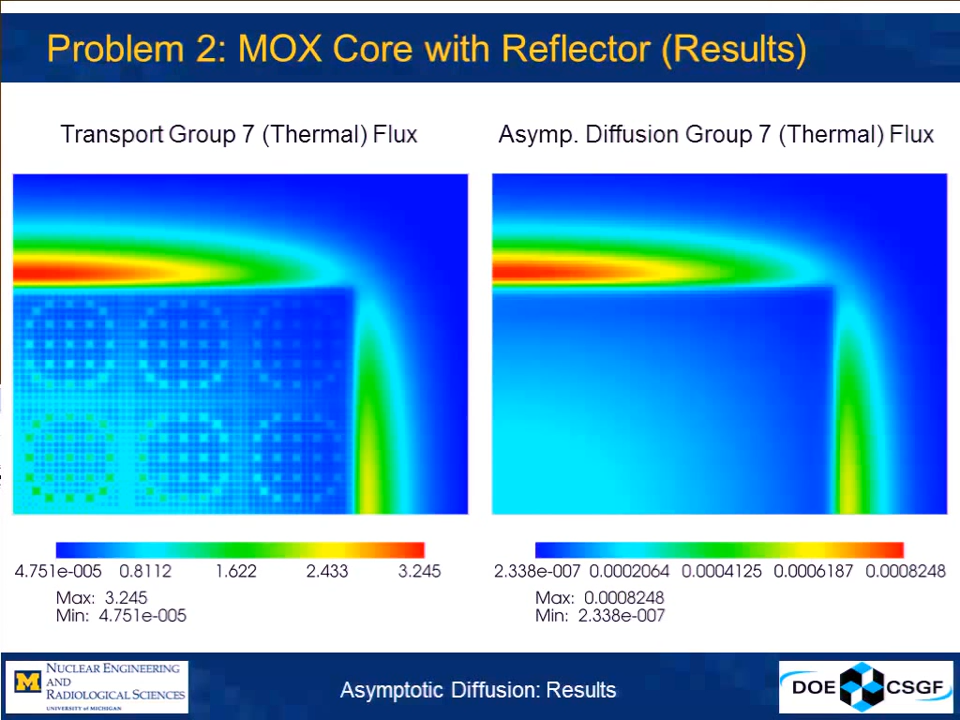 Problem 2: MOX Core with Reflector (Results)
Transport Group 7 (Thermal) Flux
Asymp. Diffusion Group 7 (Thermal) Flux
4.751e-005 0.8112 1.622 2.433 3.245
Max: 3.245
Min: 4.751e-005
2.338e-007 0.0002064 0.0004125 0.0006187 0.0008248
Max: 0.0008248
Min: 2.338e-007
M
NUCLEAR ENGINEERING
AND
RADIOLOGICAL SCIENCES
UNIVERSITY of MICHIGAN
Asymptotic Diffusion: Results
DOE CSGF